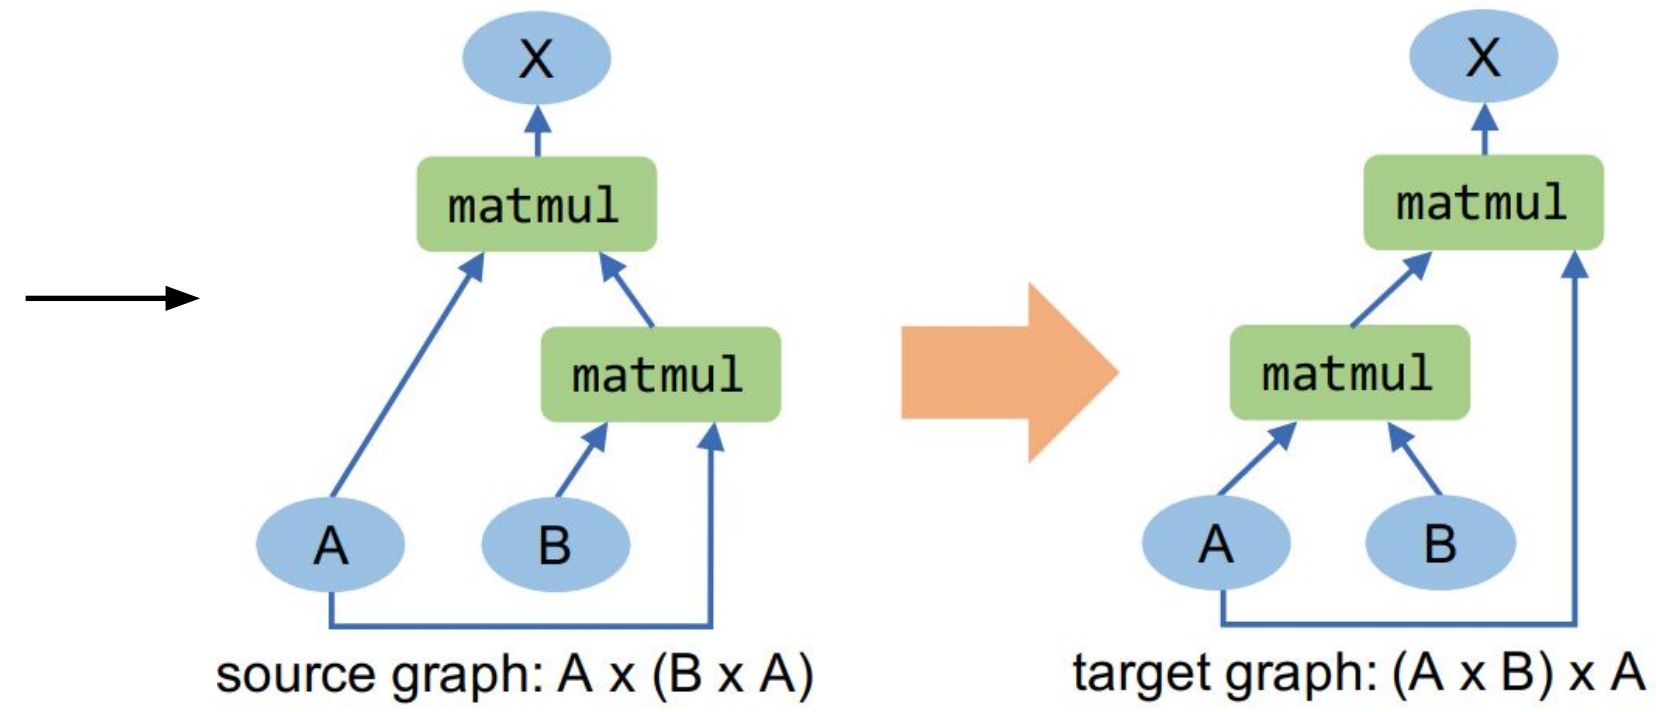 X
matmul
matmul
A
B
source graph: A x (B x A)
X
matmul
matmul
A
B
target graph: (A x B) x A